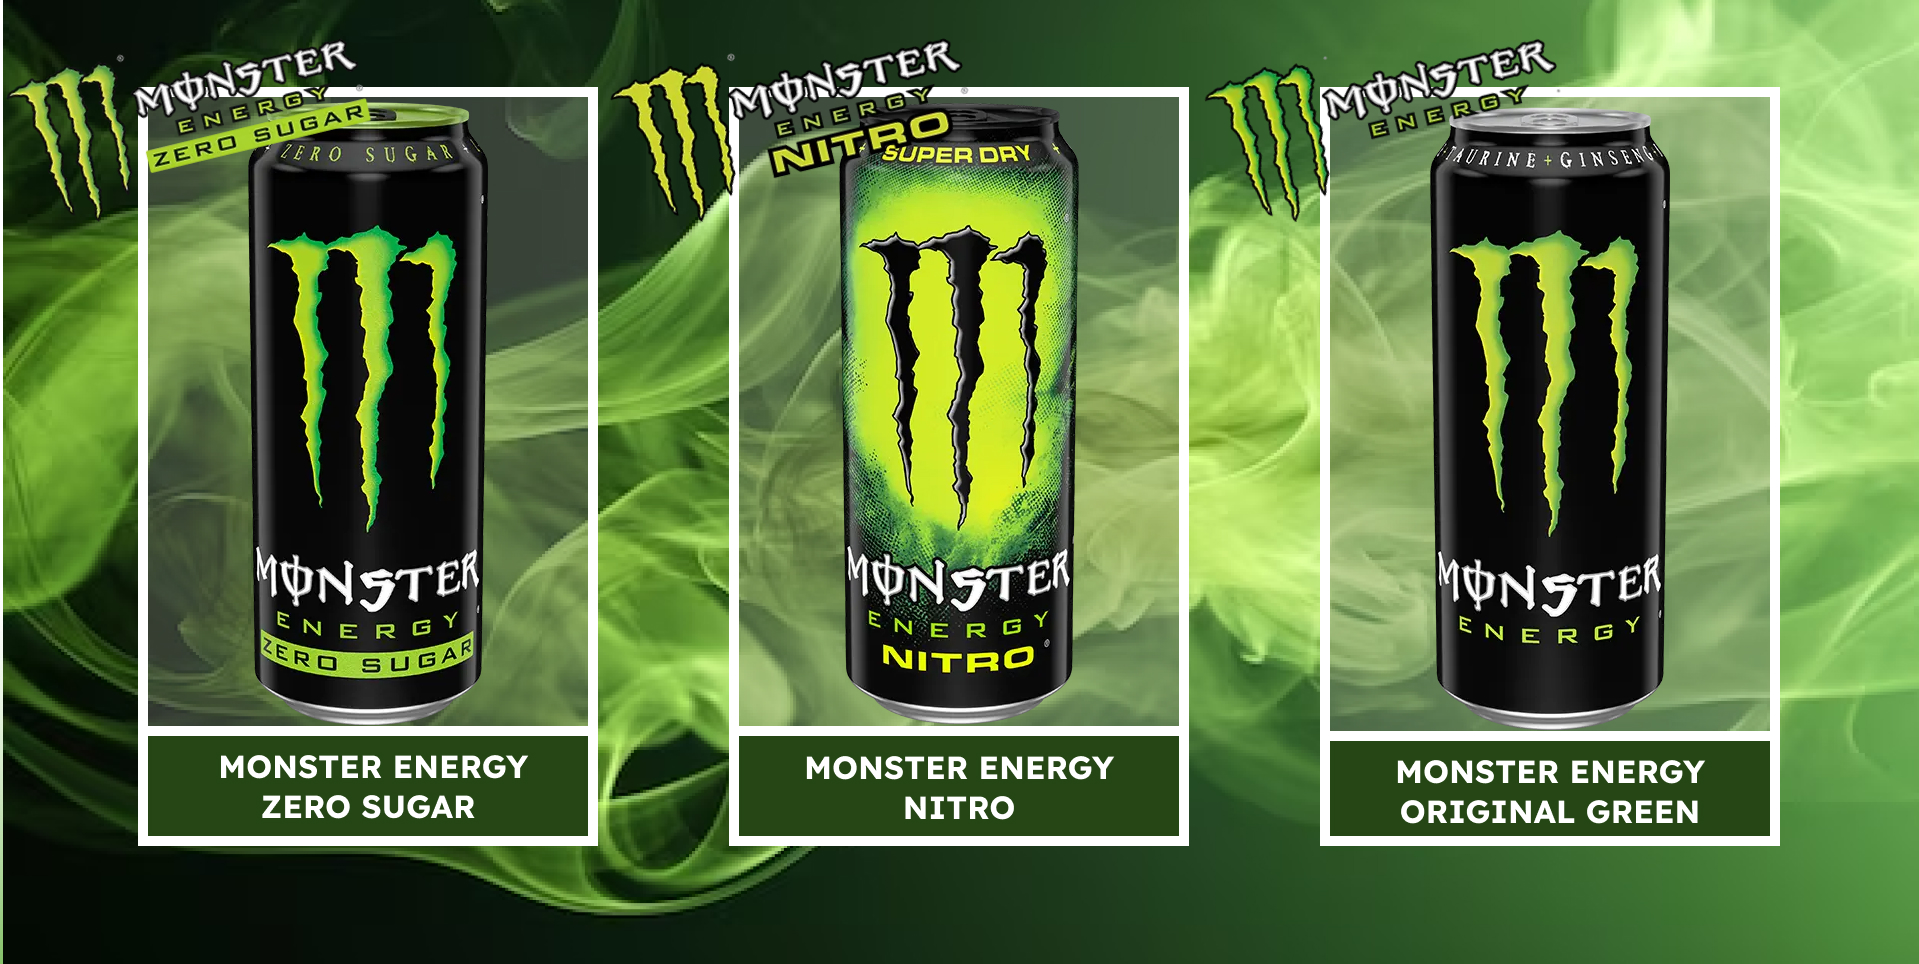 MONSTER
ENERGY
ZERO SUGAR
ZERO SUGAR
MONSTER
ENERGY
ZERO SUGAR
MONSTER ENERGY
ZERO SUGAR
MONSTER
ENERGY
NITRO
SUPER DRY
MONSTER
ENERGY
NITRO
MONSTER ENERGY
NITRO
MONSTER
ENERGY
TAURINE + GINSENG
MONSTER
ENERGY
MONSTER ENERGY
ORIGINAL GREEN